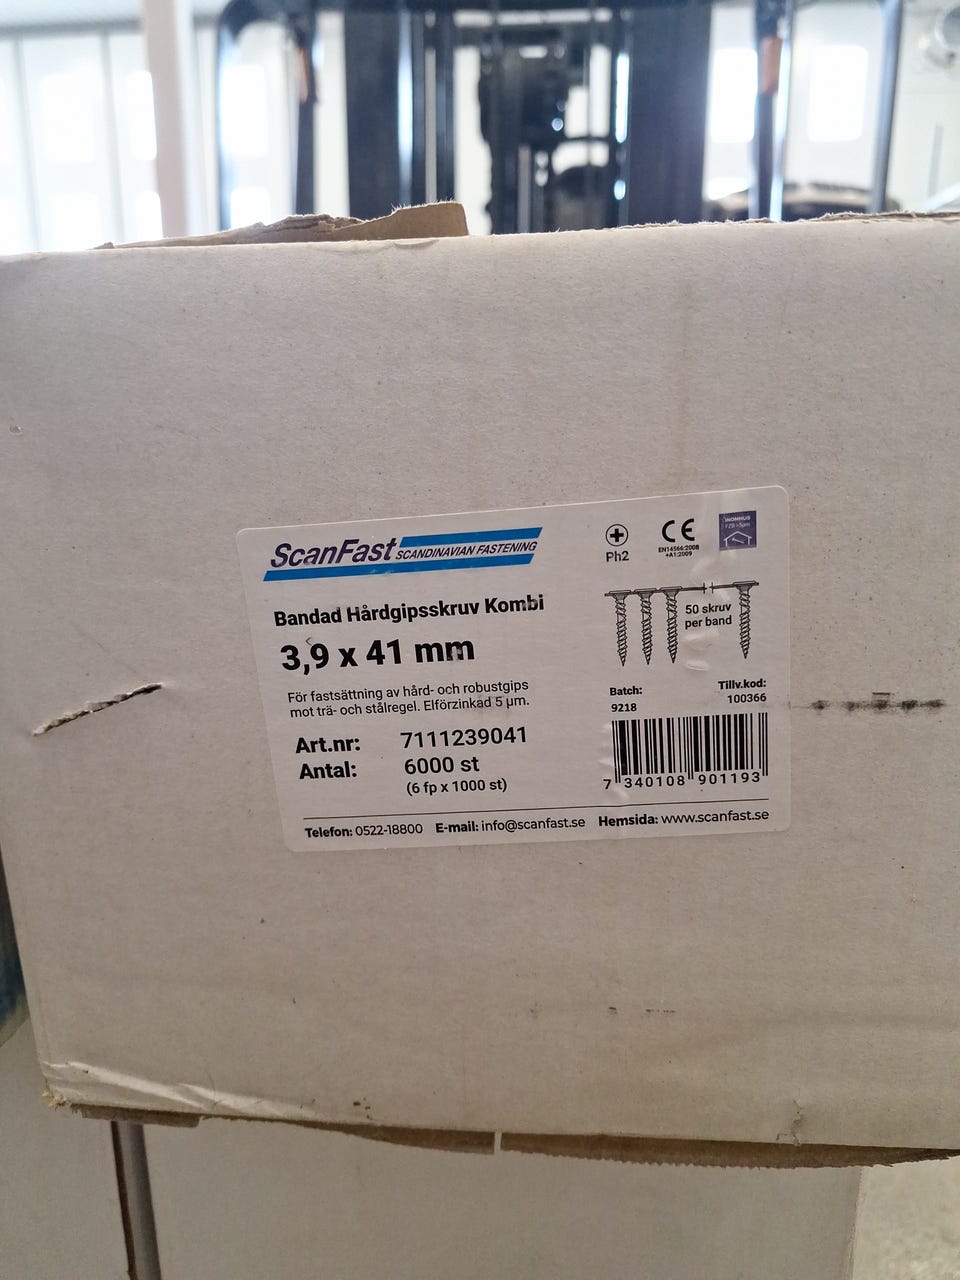 ScanFast SCANDINAVIAN FASTENING
Ph2
CE
EN14566:2008
+A1:2009
INOMHUS
FZB >5µm
Bandad Hårdgipsskruv Kombi
3,9 x 41 mm
50 skruv
per band
För fastsättning av hård- och robustgips
mot trä- och stålregel. Elförzinkad 5 µm.
Batch:
9218
Tillv.kod:
100366
Art.nr: 7111239041
Antal: 6000 st
(6 fp x 1000 st)
7 340108 901193
Telefon: 0522-18800 E-mail: info@scanfast.se Hemsida: www.scanfast.se